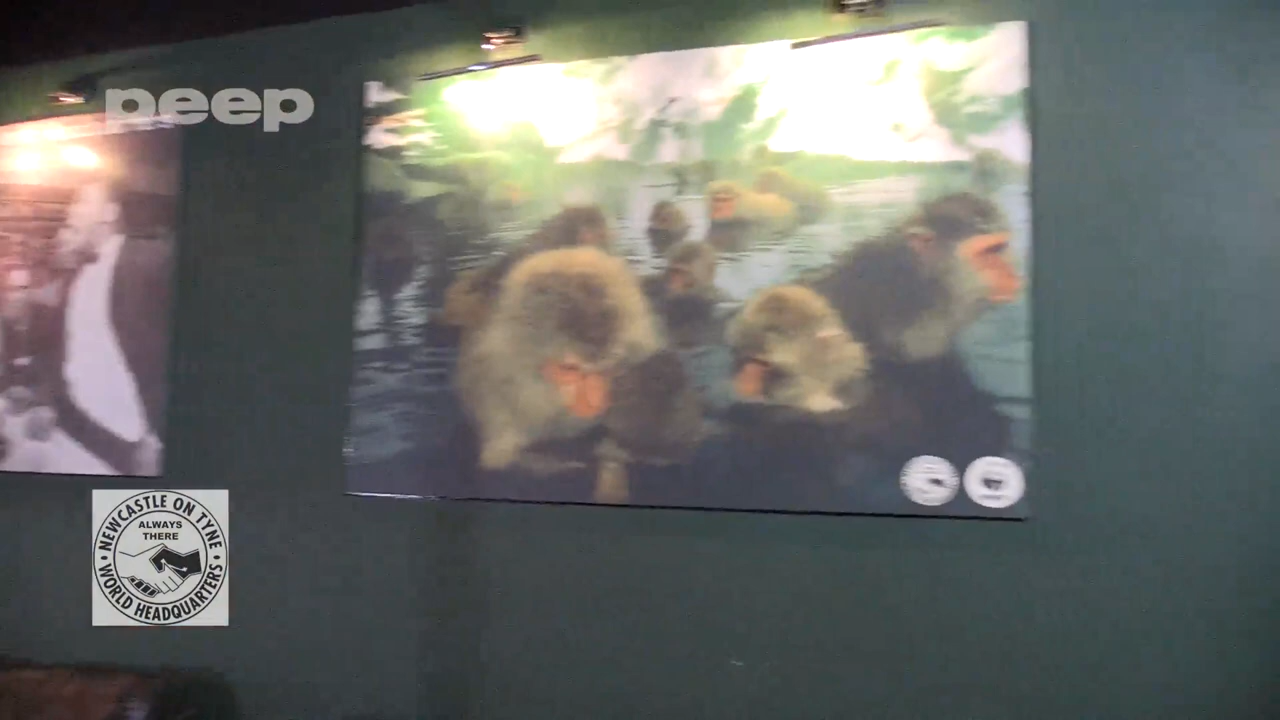 peep
NEWCASTLE ON TYNE
ALWAYS
THERE
WORLD HEADQUARTERS